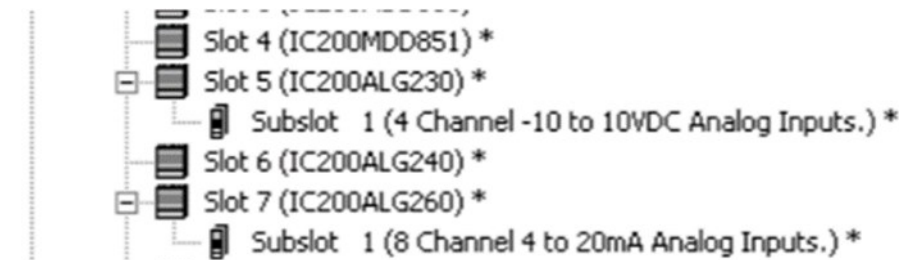 Slot 4 (IC200MDD851) *
Slot 5 (IC200ALG230) *
Subslot 1 (4 Channel -10 to 10VDC Analog Inputs.) *
Slot 6 (IC200ALG240) *
Slot 7 (IC200ALG260) *
Subslot 1 (8 Channel 4 to 20mA Analog Inputs.) *